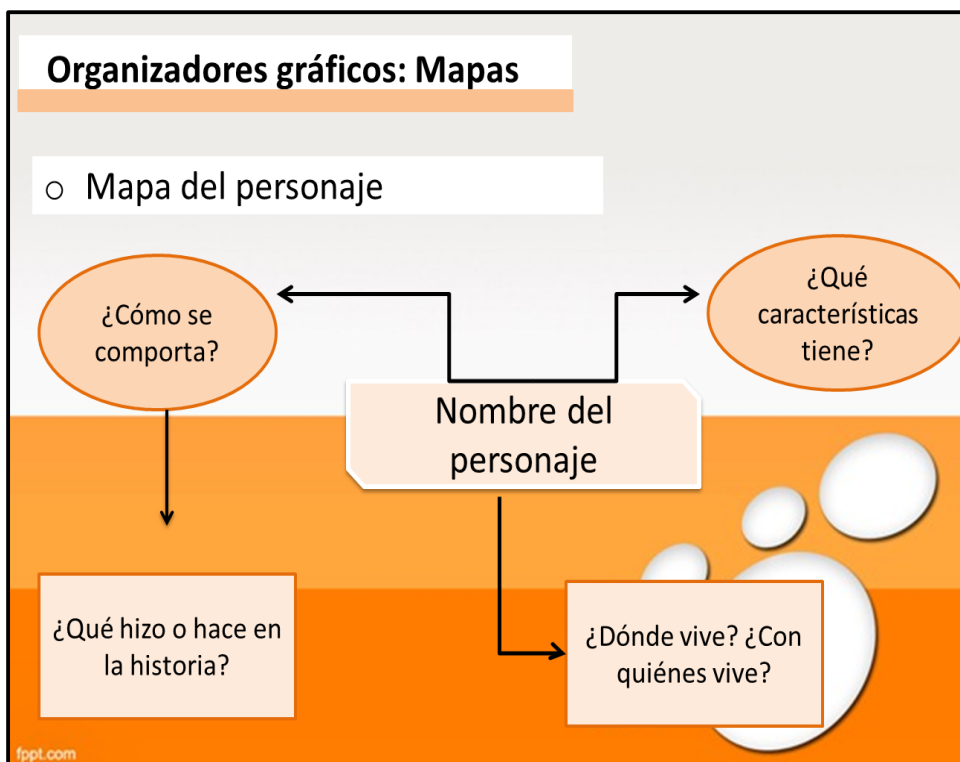 Organizadores gráficos: Mapas
○ Mapa del personaje
¿Cómo se
comporta?
¿Qué
características
tiene?
Nombre del
personaje
¿Qué hizo o hace en
la historia?
¿Dónde vive? ¿Con
quiénes vive?
fppt.com